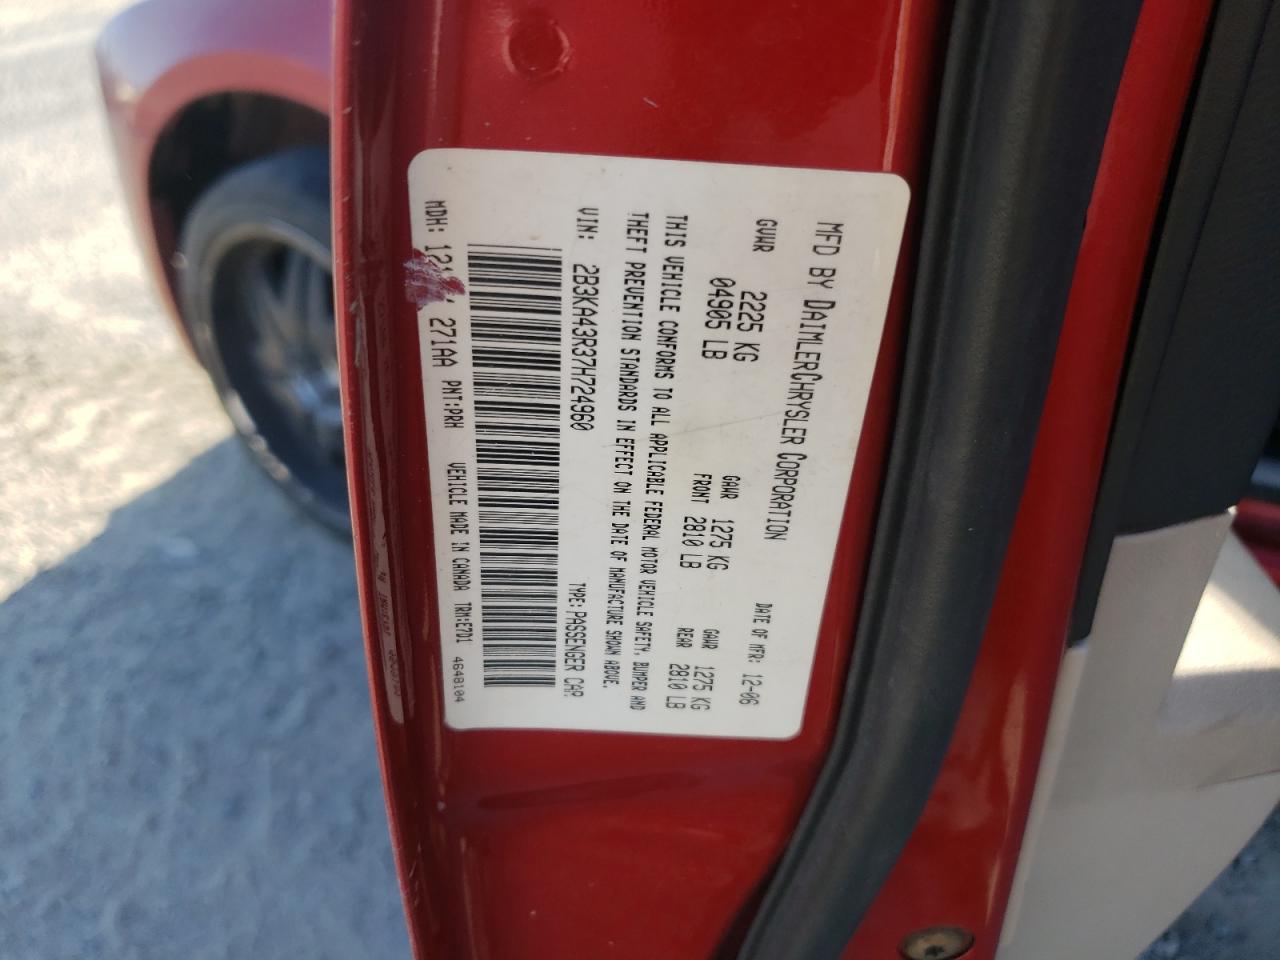 MFD BY DAIMLERCHRYSLER CORPORATION
DATE OF MFR: 12-06
GVWR 2225 KG
04905 LB
GAWR FRONT 1275 KG
2810 LB
GAWR REAR 1275 KG
2810 LB
THIS VEHICLE CONFORMS TO ALL APPLICABLE FEDERAL MOTOR VEHICLE SAFETY, BUMPER AND
THEFT PREVENTION STANDARDS IN EFFECT ON THE DATE OF MANUFACTURE SHOWN ABOVE.
VIN: 2B3KA43R37H724960 TYPE: PASSENGER CAR
MDH: 271AA PNT:PRH VEHICLE MADE IN CANADA TRM:E7D1 4648104